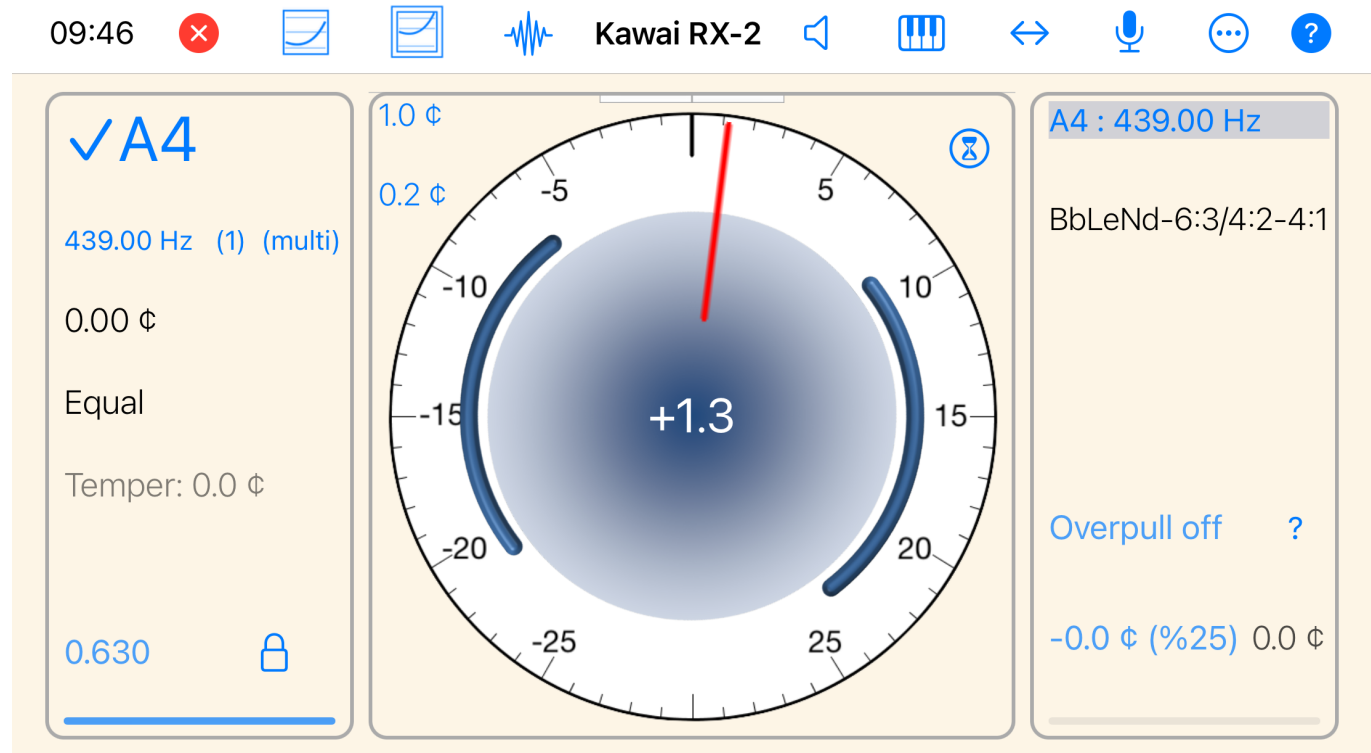 09:46
Kawai RX-2
?
A4
439.00 Hz (1) (multi)
0.00 ¢
Equal
Temper: 0.0 ¢
0.630
1.0 ¢
0.2 ¢
-5
5
-10
10
-15
15
+1.3
-20
20
-25
25
A4 : 439.00 Hz
BbLeNd-6:3/4:2-4:1
Overpull off ?
-0.0 ¢ (%25) 0.0 ¢